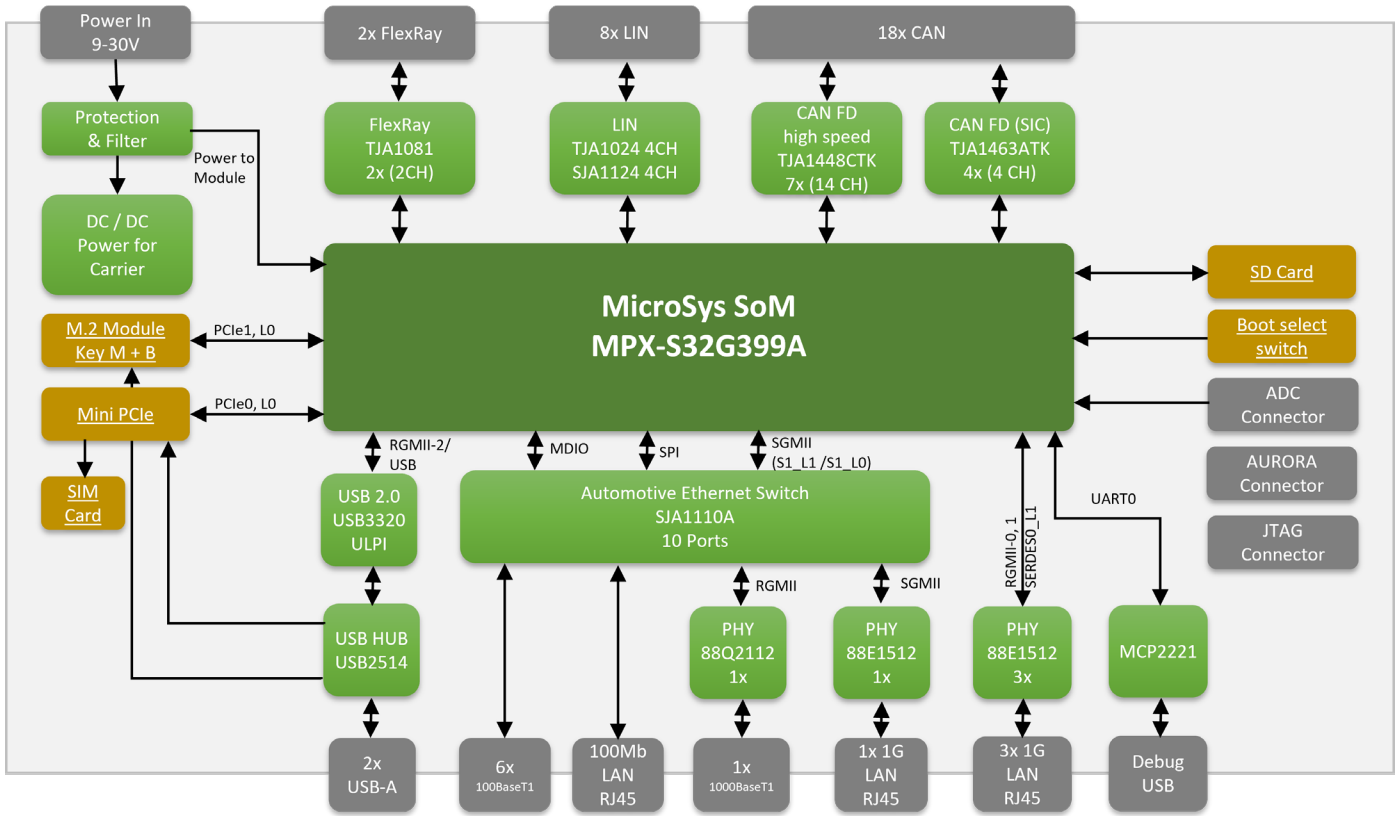 Power In
9-30V
2x FlexRay
8x LIN
18x CAN
Protection
& Filter
Power to
Module
FlexRay
TJA1081
2x (2CH)
LIN
TJA1024 4CH
SJA1124 4CH
CAN FD
high speed
TJA1448CTK
7x (14 CH)
CAN FD (SIC)
TJA1463ATK
4x (4 CH)
DC / DC
Power for
Carrier
MicroSys SoM
MPX-S32G399A
SD Card
Boot select
switch
M.2 Module
Key M + B
PCIe1, L0
Mini PCIe
PCIe0, L0
ADC
Connector
AURORA
Connector
JTAG
Connector
SIM
Card
RGMII-2/
USB
MDIO
SPI
SGMII
(S1_L1 /S1_L0)
RGMII-0, 1
SERDES0_L1
UART0
USB 2.0
USB3320
ULPI
Automotive Ethernet Switch
SJA1110A
10 Ports
RGMII
SGMII
USB HUB
USB2514
PHY
88Q2112
1x
PHY
88E1512
1x
PHY
88E1512
3x
MCP2221
2x
USB-A
6x
100BaseT1
100Mb
LAN
RJ45
1x
1000BaseT1
1x 1G
LAN
RJ45
3x 1G
LAN
RJ45
Debug
USB